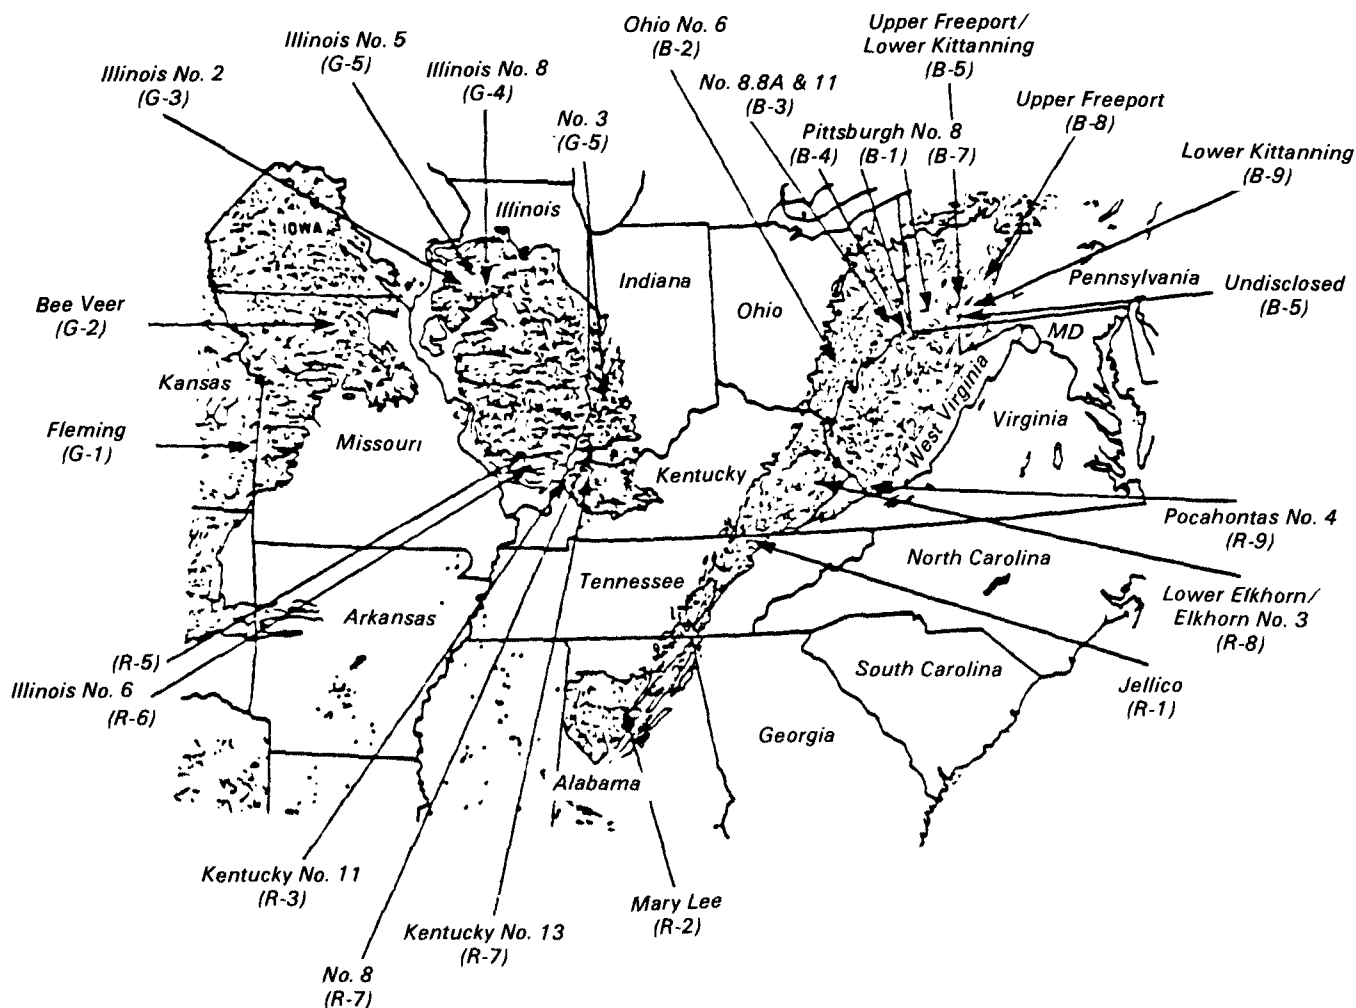 Illinois No. 5
(G-5)
Illinois No. 2
(G-3)
Illinois No. 8
(G-4)
No. 3
(G-5)
Ohio No. 6
(B-2)
No. 8.8A & 11
(B-3)
Pittsburgh No. 8
(B-4) (B-1) (B-7)
Upper Freeport/
Lower Kittanning
(B-5)
Upper Freeport
(B-8)
Lower Kittanning
(B-9)
Illinois
IOWA
Indiana
Ohio
Pennsylvania
Undisclosed
(B-5)
MD
Bee Veer
(G-2)
Kansas
Fleming
(G-1)
Missouri
Kentucky
West Virginia
Virginia
Pocahontas No. 4
(R-9)
Lower Elkhorn/
Elkhorn No. 3
(R-8)
Jellico
(R-1)
North Carolina
Tennessee
Arkansas
South Carolina
Georgia
Alabama
(R-5)
Illinois No. 6
(R-6)
Kentucky No. 11
(R-3)
Kentucky No. 13
(R-7)
No. 8
(R-7)
Mary Lee
(R-2)